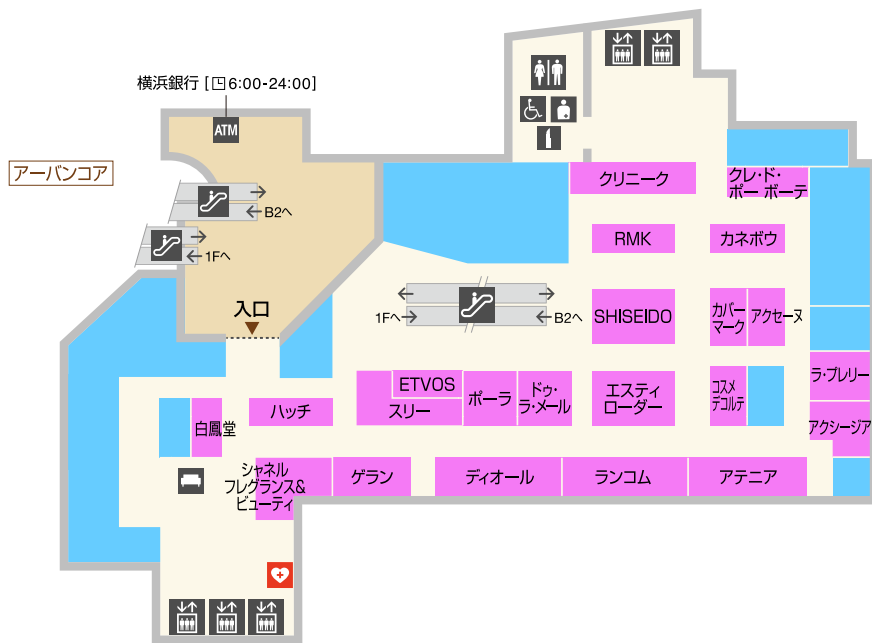 横浜銀行 [6:00-24:00]
ATM
アーバンコア
B2へ
1Fへ
入口
クリニーク
クレ・ド・
ポー ボーテ
RMK
カネボウ
1Fへ
B2へ
SHISEIDO
カバー
マーク
アクセーヌ
ETVOS
スリー
ポーラ
ドゥ・
ラ・メール
エスティ
ローダー
コスメ
デコルテ
ラ・プレリー
白鳳堂
ハッチ
アクシージア
シャネル
フレグランス&
ビューティ
ゲラン
ディオール
ランコム
アテニア